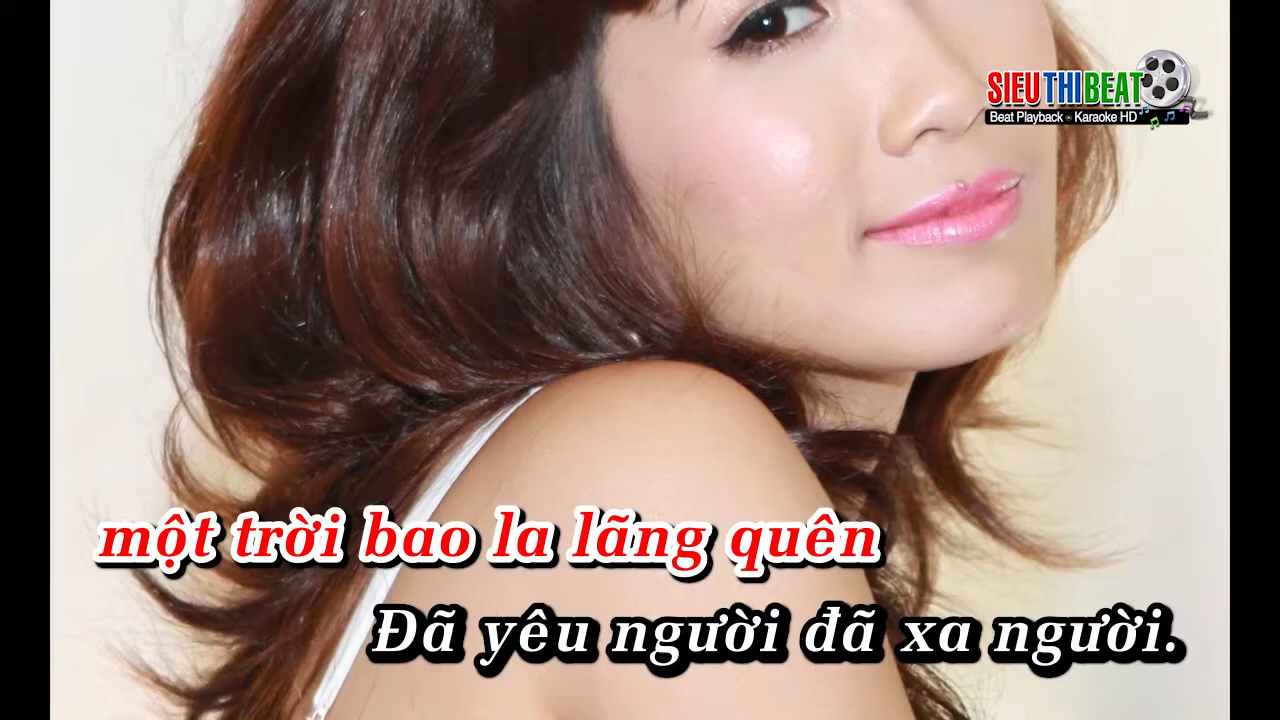 SIEUTHIBEAT
Beat Playback • Karaoke HD
một trời bao la lãng quên
Đã yêu người đã xa người.